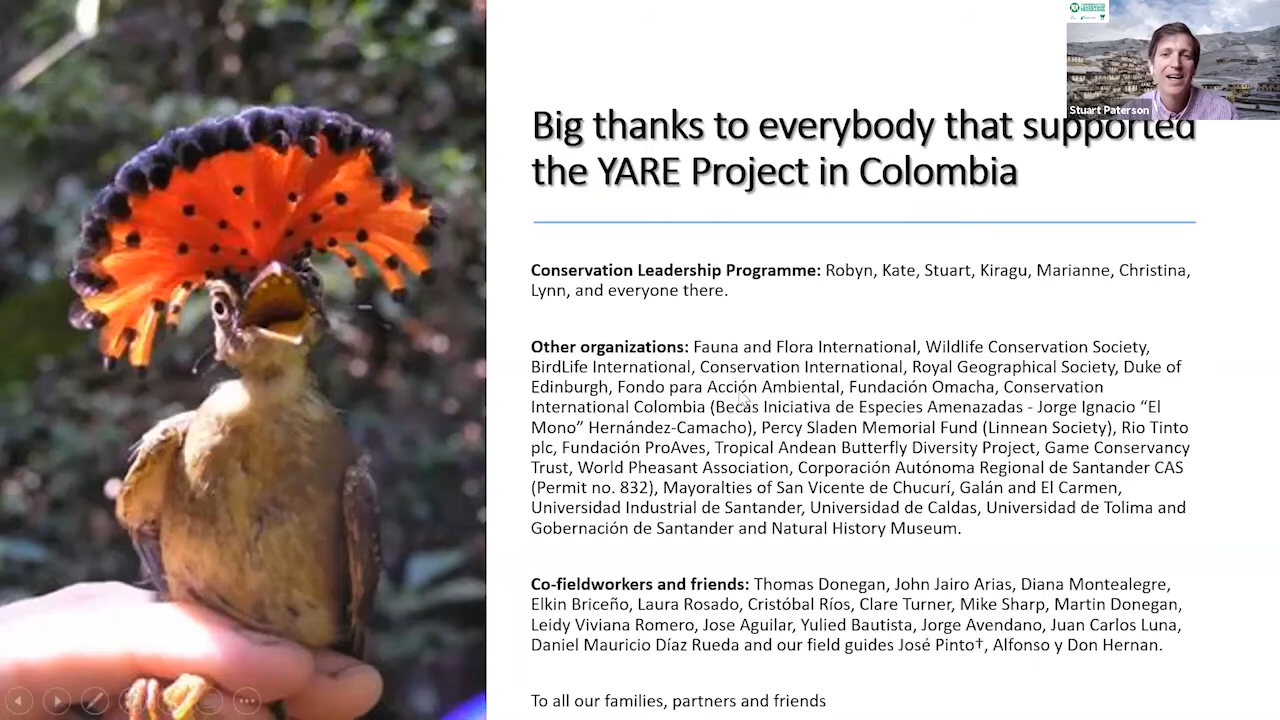 CONSERVATION
LEADERSHIP
PROGRAMME
Stuart Paterson
Big thanks to everybody that supported
the YARE Project in Colombia
Conservation Leadership Programme: Robyn, Kate, Stuart, Kiragu, Marianne, Christina,
Lynn, and everyone there.
Other organizations: Fauna and Flora International, Wildlife Conservation Society,
BirdLife International, Conservation International, Royal Geographical Society, Duke of
Edinburgh, Fondo para Acción Ambiental, Fundación Omacha, Conservation
International Colombia (Becas Iniciativa de Especies Amenazadas - Jorge Ignacio “El
Mono” Hernández-Camacho), Percy Sladen Memorial Fund (Linnean Society), Rio Tinto
plc, Fundación ProAves, Tropical Andean Butterfly Diversity Project, Game Conservancy
Trust, World Pheasant Association, Corporación Autónoma Regional de Santander CAS
(Permit no. 832), Mayoralties of San Vicente de Chucurí, Galán and El Carmen,
Universidad Industrial de Santander, Universidad de Caldas, Universidad de Tolima and
Gobernación de Santander and Natural History Museum.
Co-fieldworkers and friends: Thomas Donegan, John Jairo Arias, Diana Montealegre,
Elkin Briceño, Laura Rosado, Cristóbal Ríos, Clare Turner, Mike Sharp, Martin Donegan,
Leidy Viviana Romero, Jose Aguilar, Yulied Bautista, Jorge Avendano, Juan Carlos Luna,
Daniel Mauricio Díaz Rueda and our field guides José Pinto†, Alfonso y Don Hernan.
To all our families, partners and friends